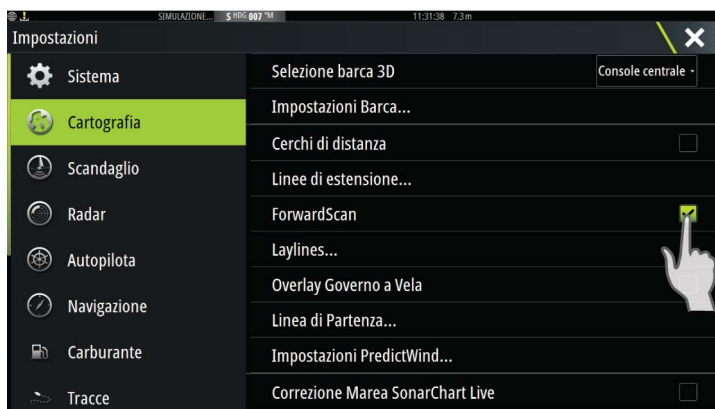 SIMULAZIONE... S HDG 007 °M 11:31:38 7.3 m
Impostazioni
Sistema
Cartografia
Scandaglio
Radar
Autopilota
Navigazione
Carburante
Tracce
Selezione barca 3D Console centrale
Impostazioni Barca...
Cerchi di distanza
Linee di estensione...
ForwardScan
Laylines...
Overlay Governo a Vela
Linea di Partenza...
Impostazioni PredictWind...
Correzione Marea SonarChart Live